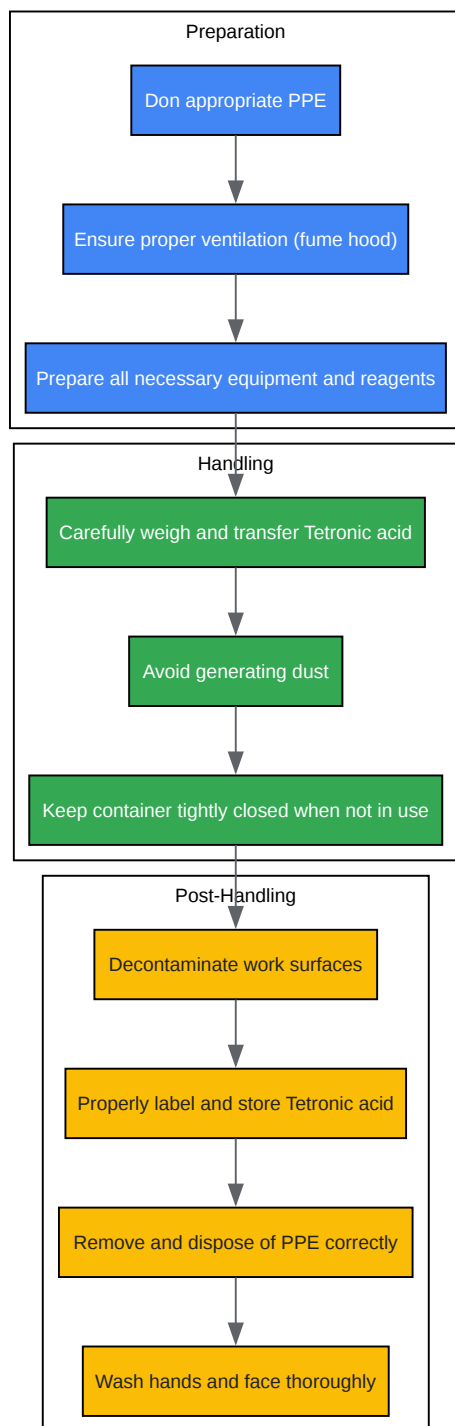 Preparation
Don appropriate PPE
Ensure proper ventilation (fume hood)
Prepare all necessary equipment and reagents
Handling
Carefully weigh and transfer Tetronic acid
Avoid generating dust
Keep container tightly closed when not in use
Post-Handling
Decontaminate work surfaces
Properly label and store Tetronic acid
Remove and dispose of PPE correctly
Wash hands and face thoroughly